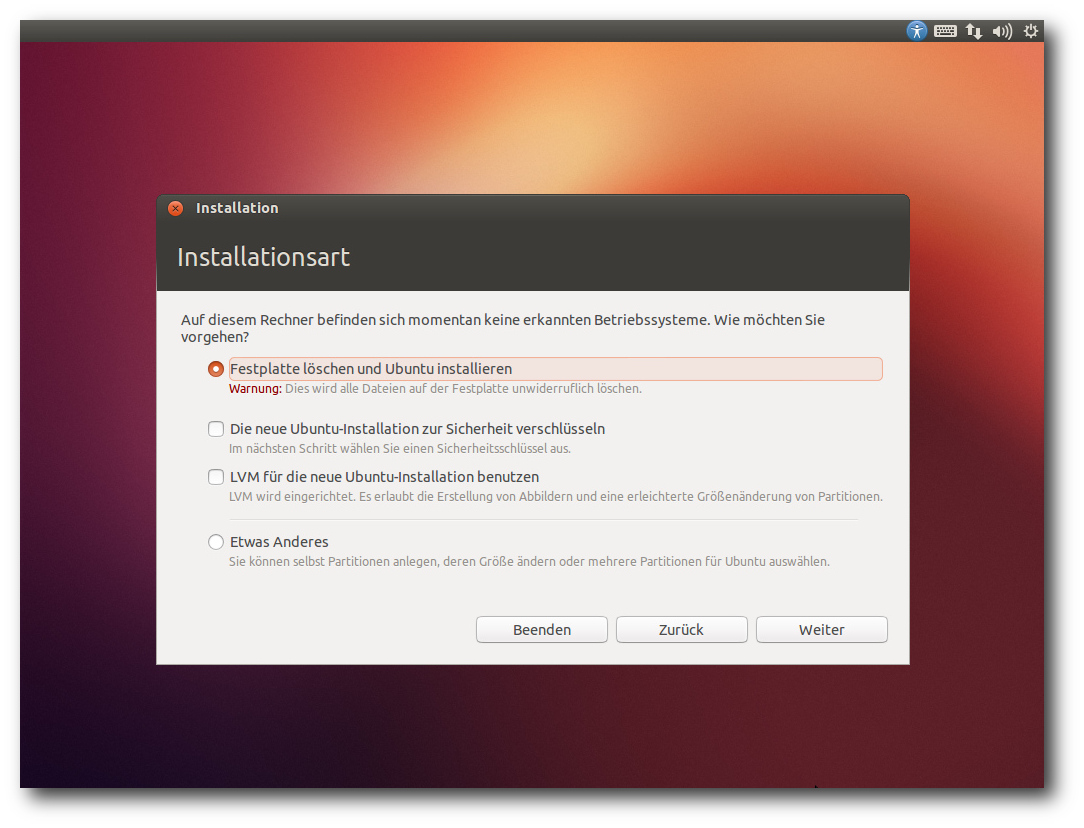 Installation
Installationsart
Auf diesem Rechner befinden sich momentan keine erkannten Betriebssysteme. Wie möchten Sie
vorgehen?
Festplatte löschen und Ubuntu installieren
Warnung: Dies wird alle Dateien auf der Festplatte unwiderruflich löschen.
Die neue Ubuntu-Installation zur Sicherheit verschlüsseln
Im nächsten Schritt wählen Sie einen Sicherheitsschlüssel aus.
LVM für die neue Ubuntu-Installation benutzen
LVM wird eingerichtet. Es erlaubt die Erstellung von Abbildern und eine erleichterte Größenänderung von Partitionen.
Etwas Anderes
Sie können selbst Partitionen anlegen, deren Größe ändern oder mehrere Partitionen für Ubuntu auswählen.
Beenden Zurück Weiter